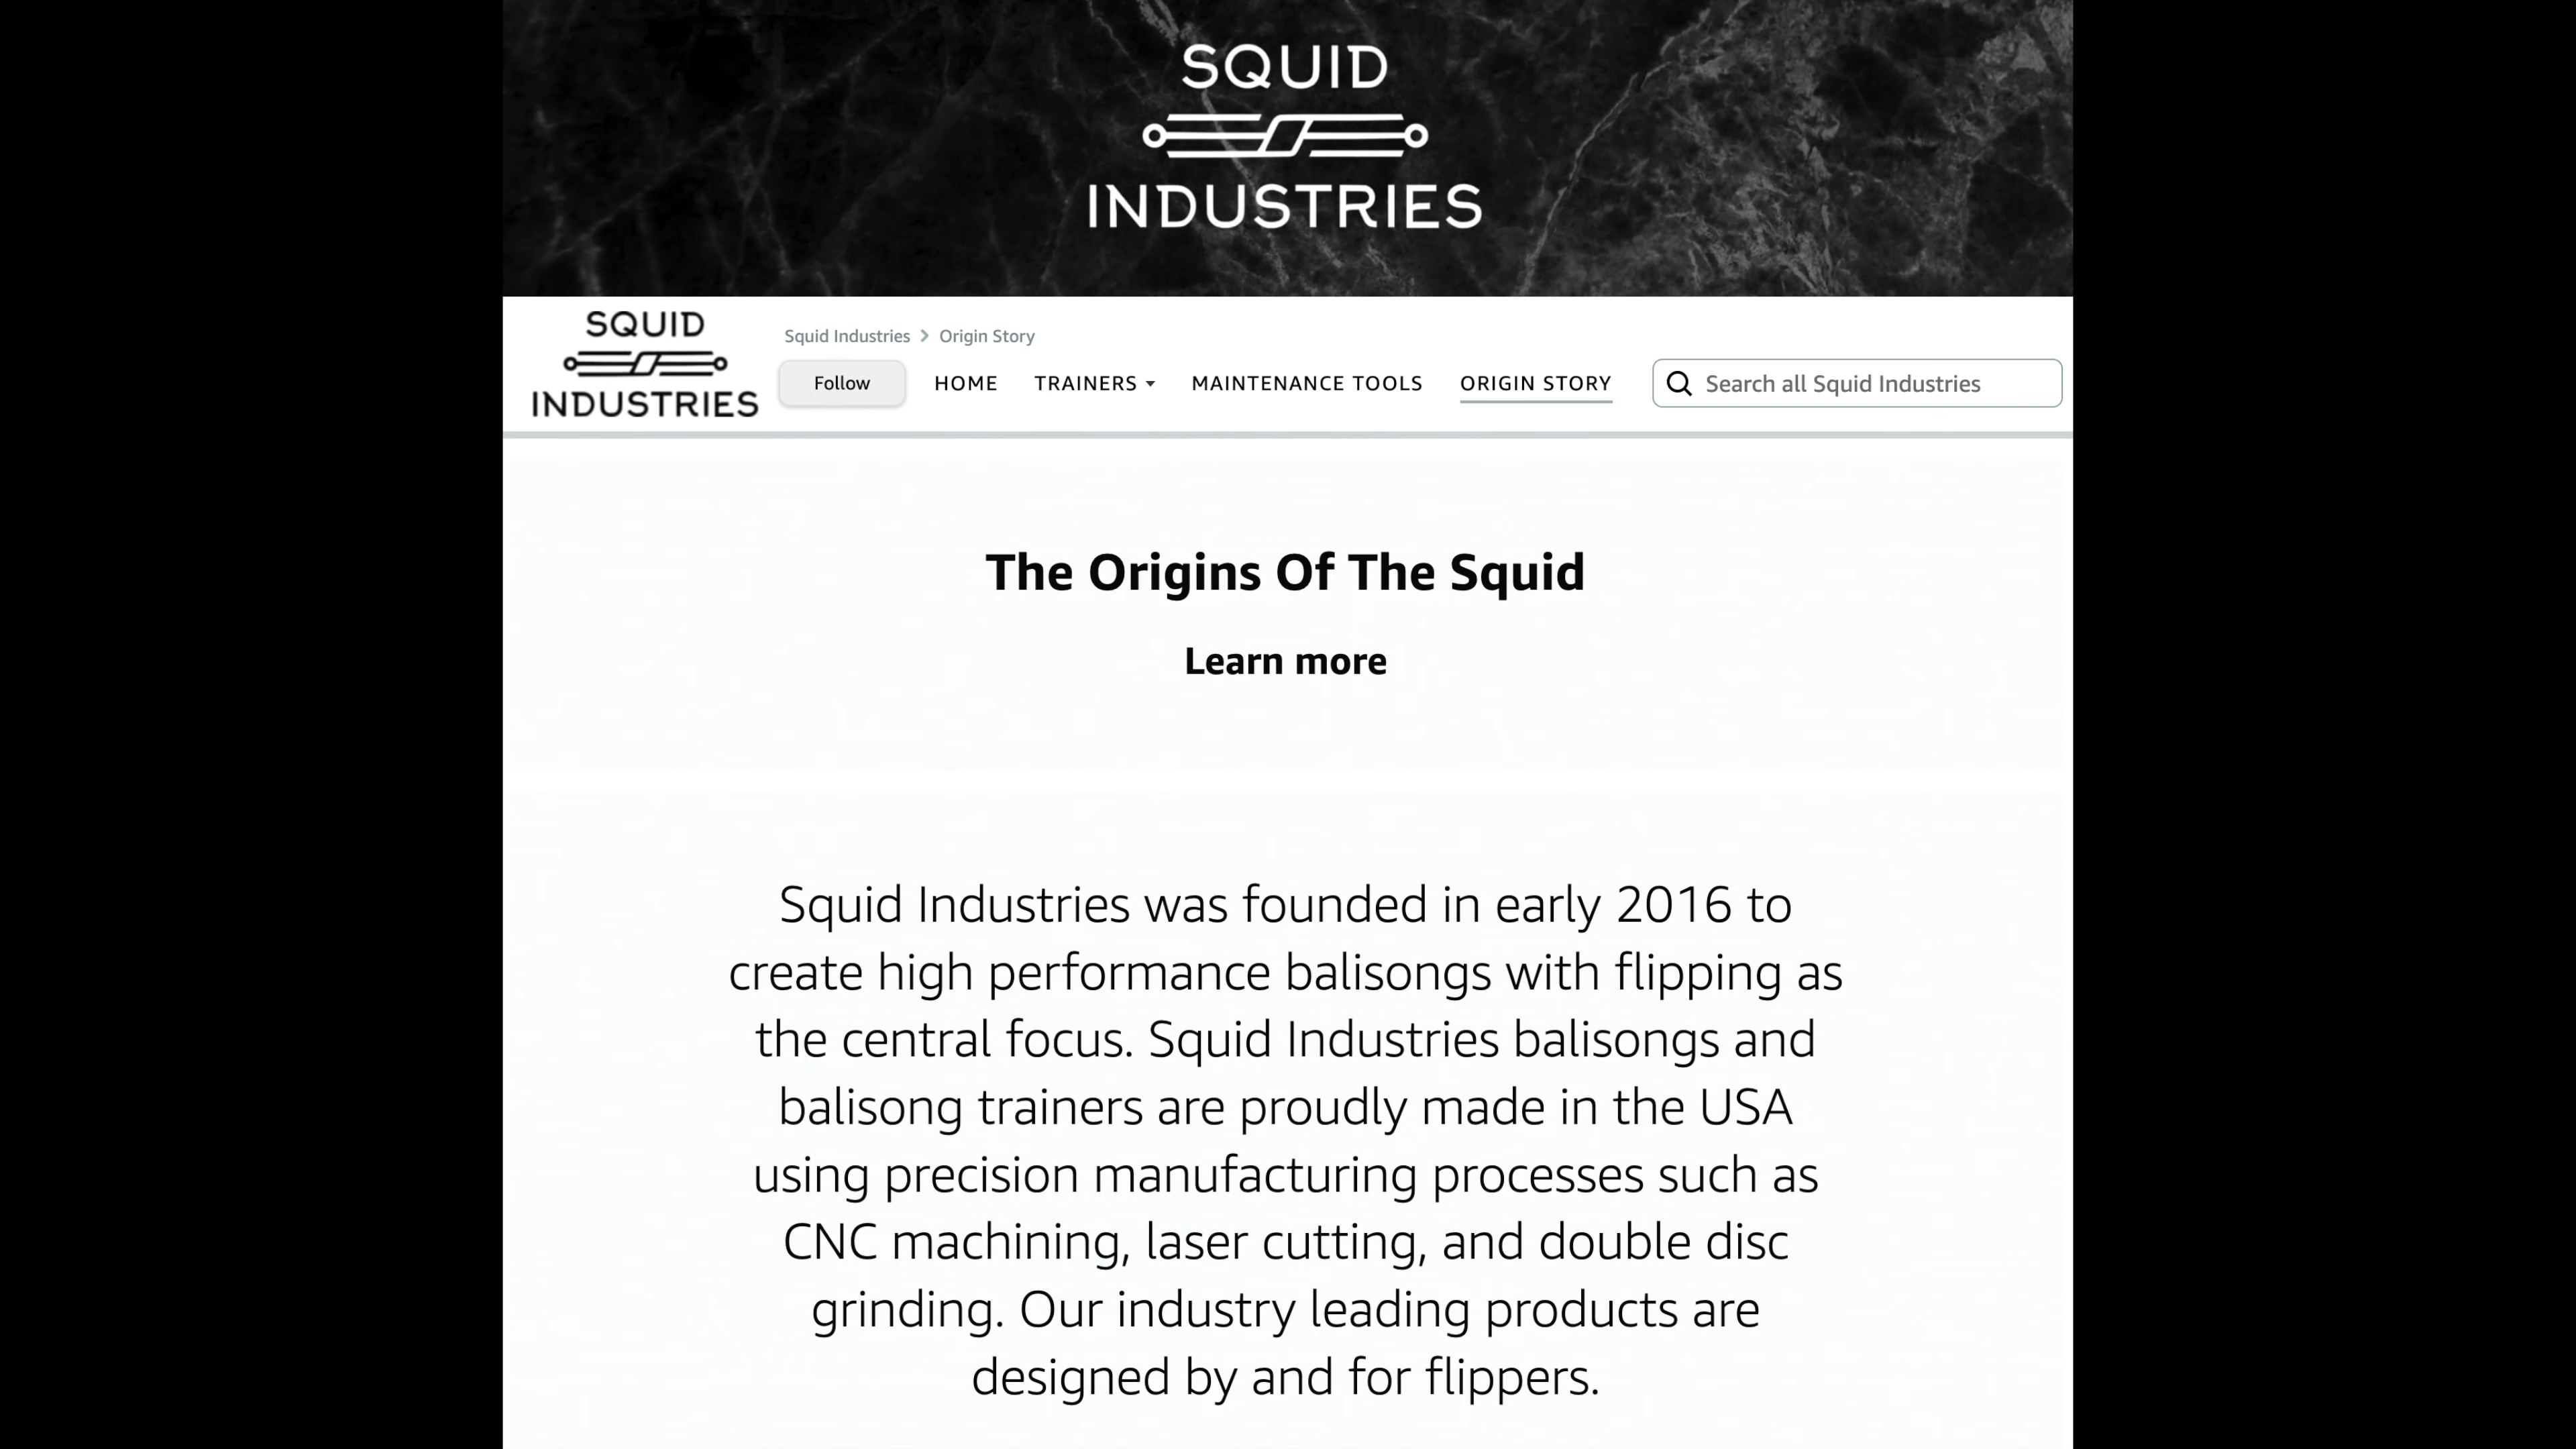 SQUID
INDUSTRIES
SQUID
INDUSTRIES
Squid Industries > Origin Story
Follow
HOME
TRAINERS
MAINTENANCE TOOLS
ORIGIN STORY
Search all Squid Industries
The Origins Of The Squid
Learn more
Squid Industries was founded in early 2016 to
create high performance balisongs with flipping as
the central focus. Squid Industries balisongs and
balisong trainers are proudly made in the USA
using precision manufacturing processes such as
CNC machining, laser cutting, and double disc
grinding. Our industry leading products are
designed by and for flippers.